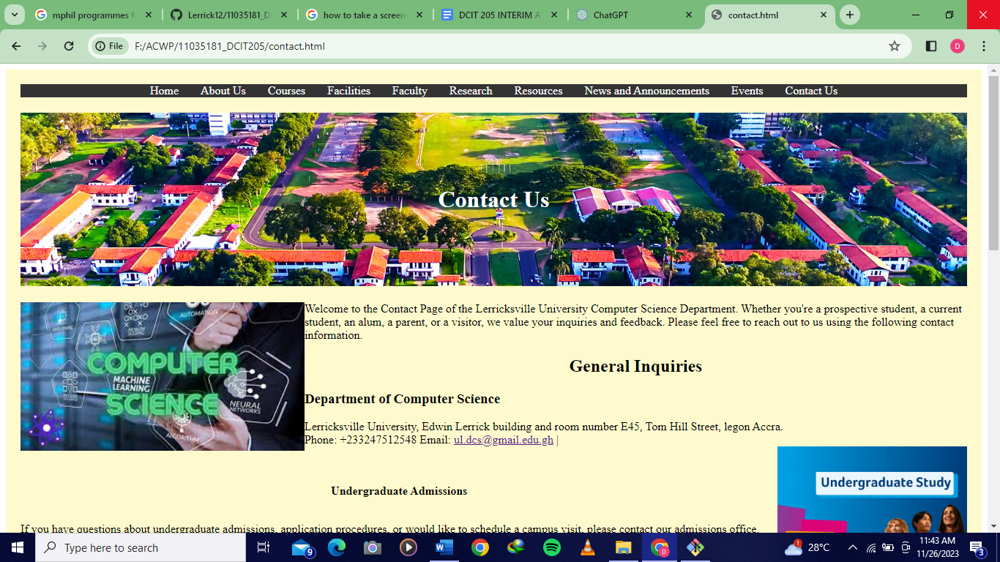 mphil programmes f
Lerrick12/11035181_D
how to take a screen
DCIT 205 INTERIM A
ChatGPT
contact.html
File F:/ACWP/11035181_DCIT205/contact.html
D
Home About Us Courses Facilities Faculty Research Resources News and Announcements Events Contact Us
Contact Us
AUTOMATION
PROBLEM SOLVING
AI
COMPUTER
MACHINE LEARNING
SCIENCE
NEURAL NETWORKS
ALGORITHM
Welcome to the Contact Page of the Lerricksville University Computer Science Department. Whether you're a prospective student, a current
student, an alum, a parent, or a visitor, we value your inquiries and feedback. Please feel free to reach out to us using the following contact
information.
General Inquiries
Department of Computer Science
Lerricksville University, Edwin Lerrick building and room number E45, Tom Hill Street, legon Accra.
Phone: +233247512548 Email: ul.dcs@gmail.edu.gh |
Undergraduate Study
Undergraduate Admissions
If you have questions about undergraduate admissions, application procedures, or would like to schedule a campus visit, please contact our admissions office.
Type here to search
9
D
1
28°C
11:43 AM
11/26/2023
3